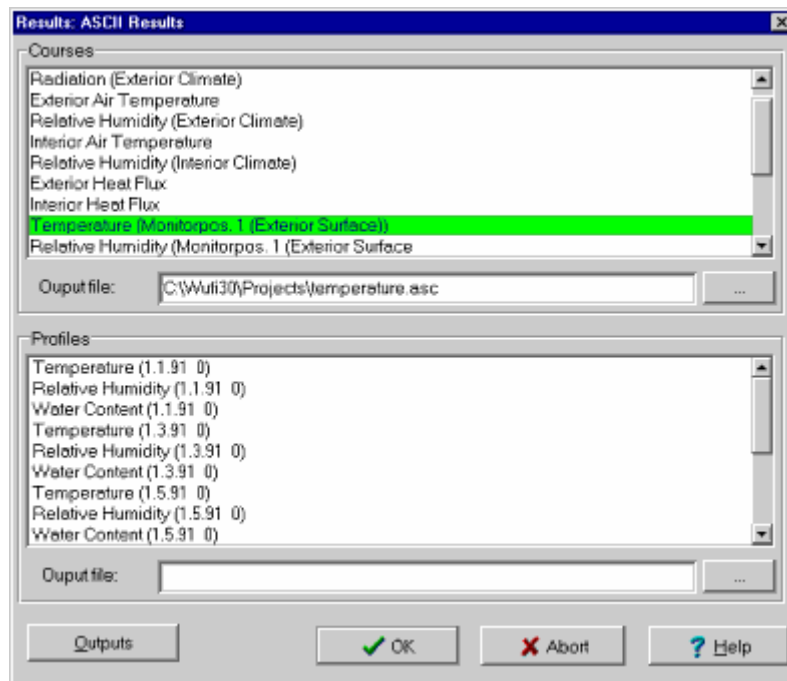 Results: ASCII Results
Courses
Radiation (Exterior Climate)
Exterior Air Temperature
Relative Humidity (Exterior Climate)
Interior Air Temperature
Relative Humidity (Interior Climate)
Exterior Heat Flux
Interior Heat Flux
Temperature (Monitorpos. 1 (Exterior Surface))
Relative Humidity (Monitorpos. 1 (Exterior Surface
Ouput file: C:\Wufi30\Projects\temperature.asc ...
Profiles
Temperature (1.1.91 0)
Relative Humidity (1.1.91 0)
Water Content (1.1.91 0)
Temperature (1.3.91 0)
Relative Humidity (1.3.91 0)
Water Content (1.3.91 0)
Temperature (1.5.91 0)
Relative Humidity (1.5.91 0)
Water Content (1.5.91 0)
Ouput file: ...
Outputs OK Abort ? Help